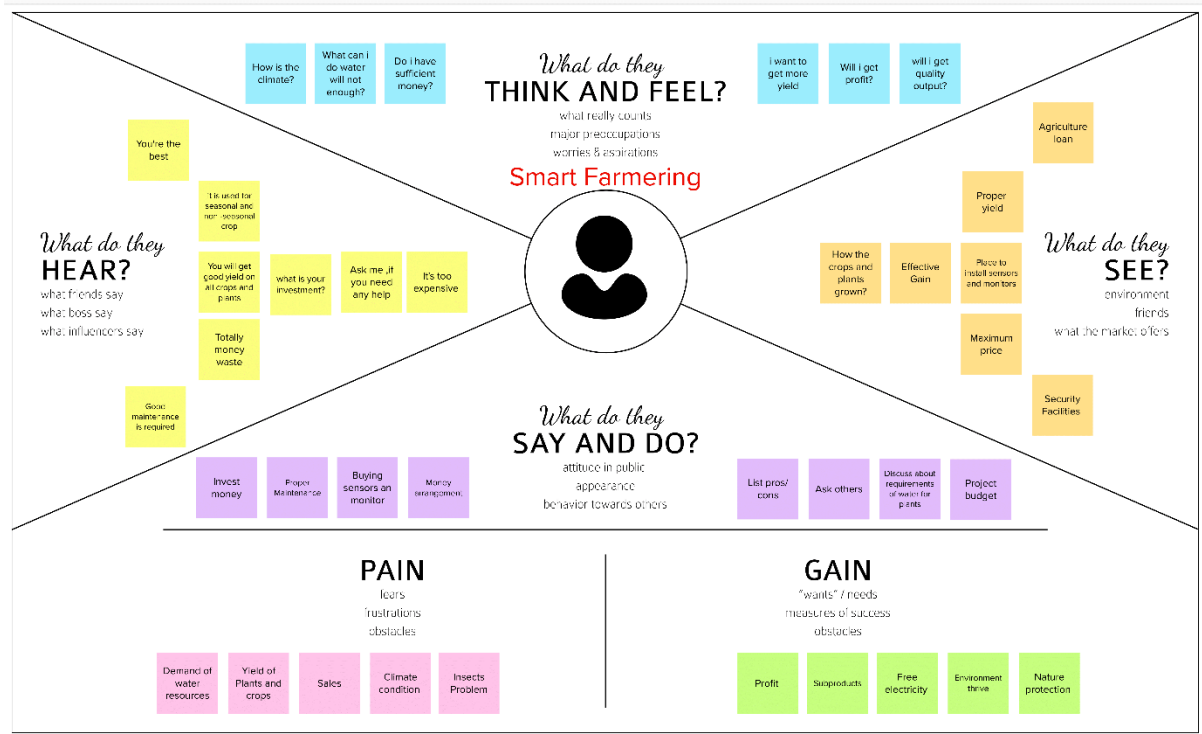 What do they
THINK AND FEEL?
what really counts
major preoccupations
worries & aspirations
Smart Farmering
How is the
climate?
What can i
do water
will not
enough?
Do i have
sufficient
money?
i want to
get more
yield
Will i get
profit?
will i get
quality
output?
What do they
HEAR?
what friends say
what boss say
what influencers say
You're the
best
It is used for
seasonal and
non -seasonal
crop
You will get
good yield on
all crops and
plants
what is your
investment?
Ask me ,if
you need
any help
It's too
expensive
Totally
money
waste
Good
maintenance
is required
What do they
SEE?
environment
friends
what the market offers
Agriculture
loan
Proper
yield
How the
crops and
plants
grown?
Effective
Gain
Place to
install sensors
and monitors
Maximum
price
Security
Facilities
What do they
SAY AND DO?
attitude in public
appearance
behavior towards others
Invest
money
Proper
Maintenance
Buying
sensors an
monitor
Money
arrangement
List pros/
cons
Ask others
Discuss about
requirements
of water for
plants
Project
budget
PAIN
fears
frustrations
obstacles
Demand of
water
resources
Yield of
Plants and
crops
Sales
Climate
condition
Insects
Problem
GAIN
"wants" / needs
measures of success
obstacles
Profit
Subproducts
Free
electricity
Environment
thrive
Nature
protection